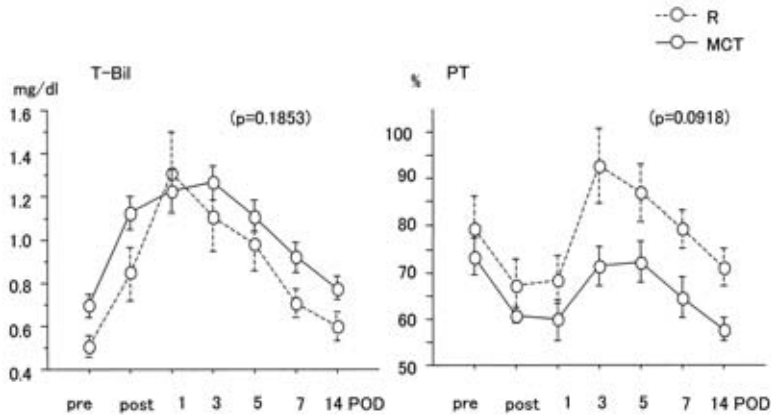 R
MCT
T-Bil
mg/dl
(p=0.1853)
1.6
1.4
1.2
1.0
0.8
0.6
0.4
pre post 1 3 5 7 14 POD
PT
%
(p=0.0918)
100
90
80
70
60
50
pre post 1 3 5 7 14 POD